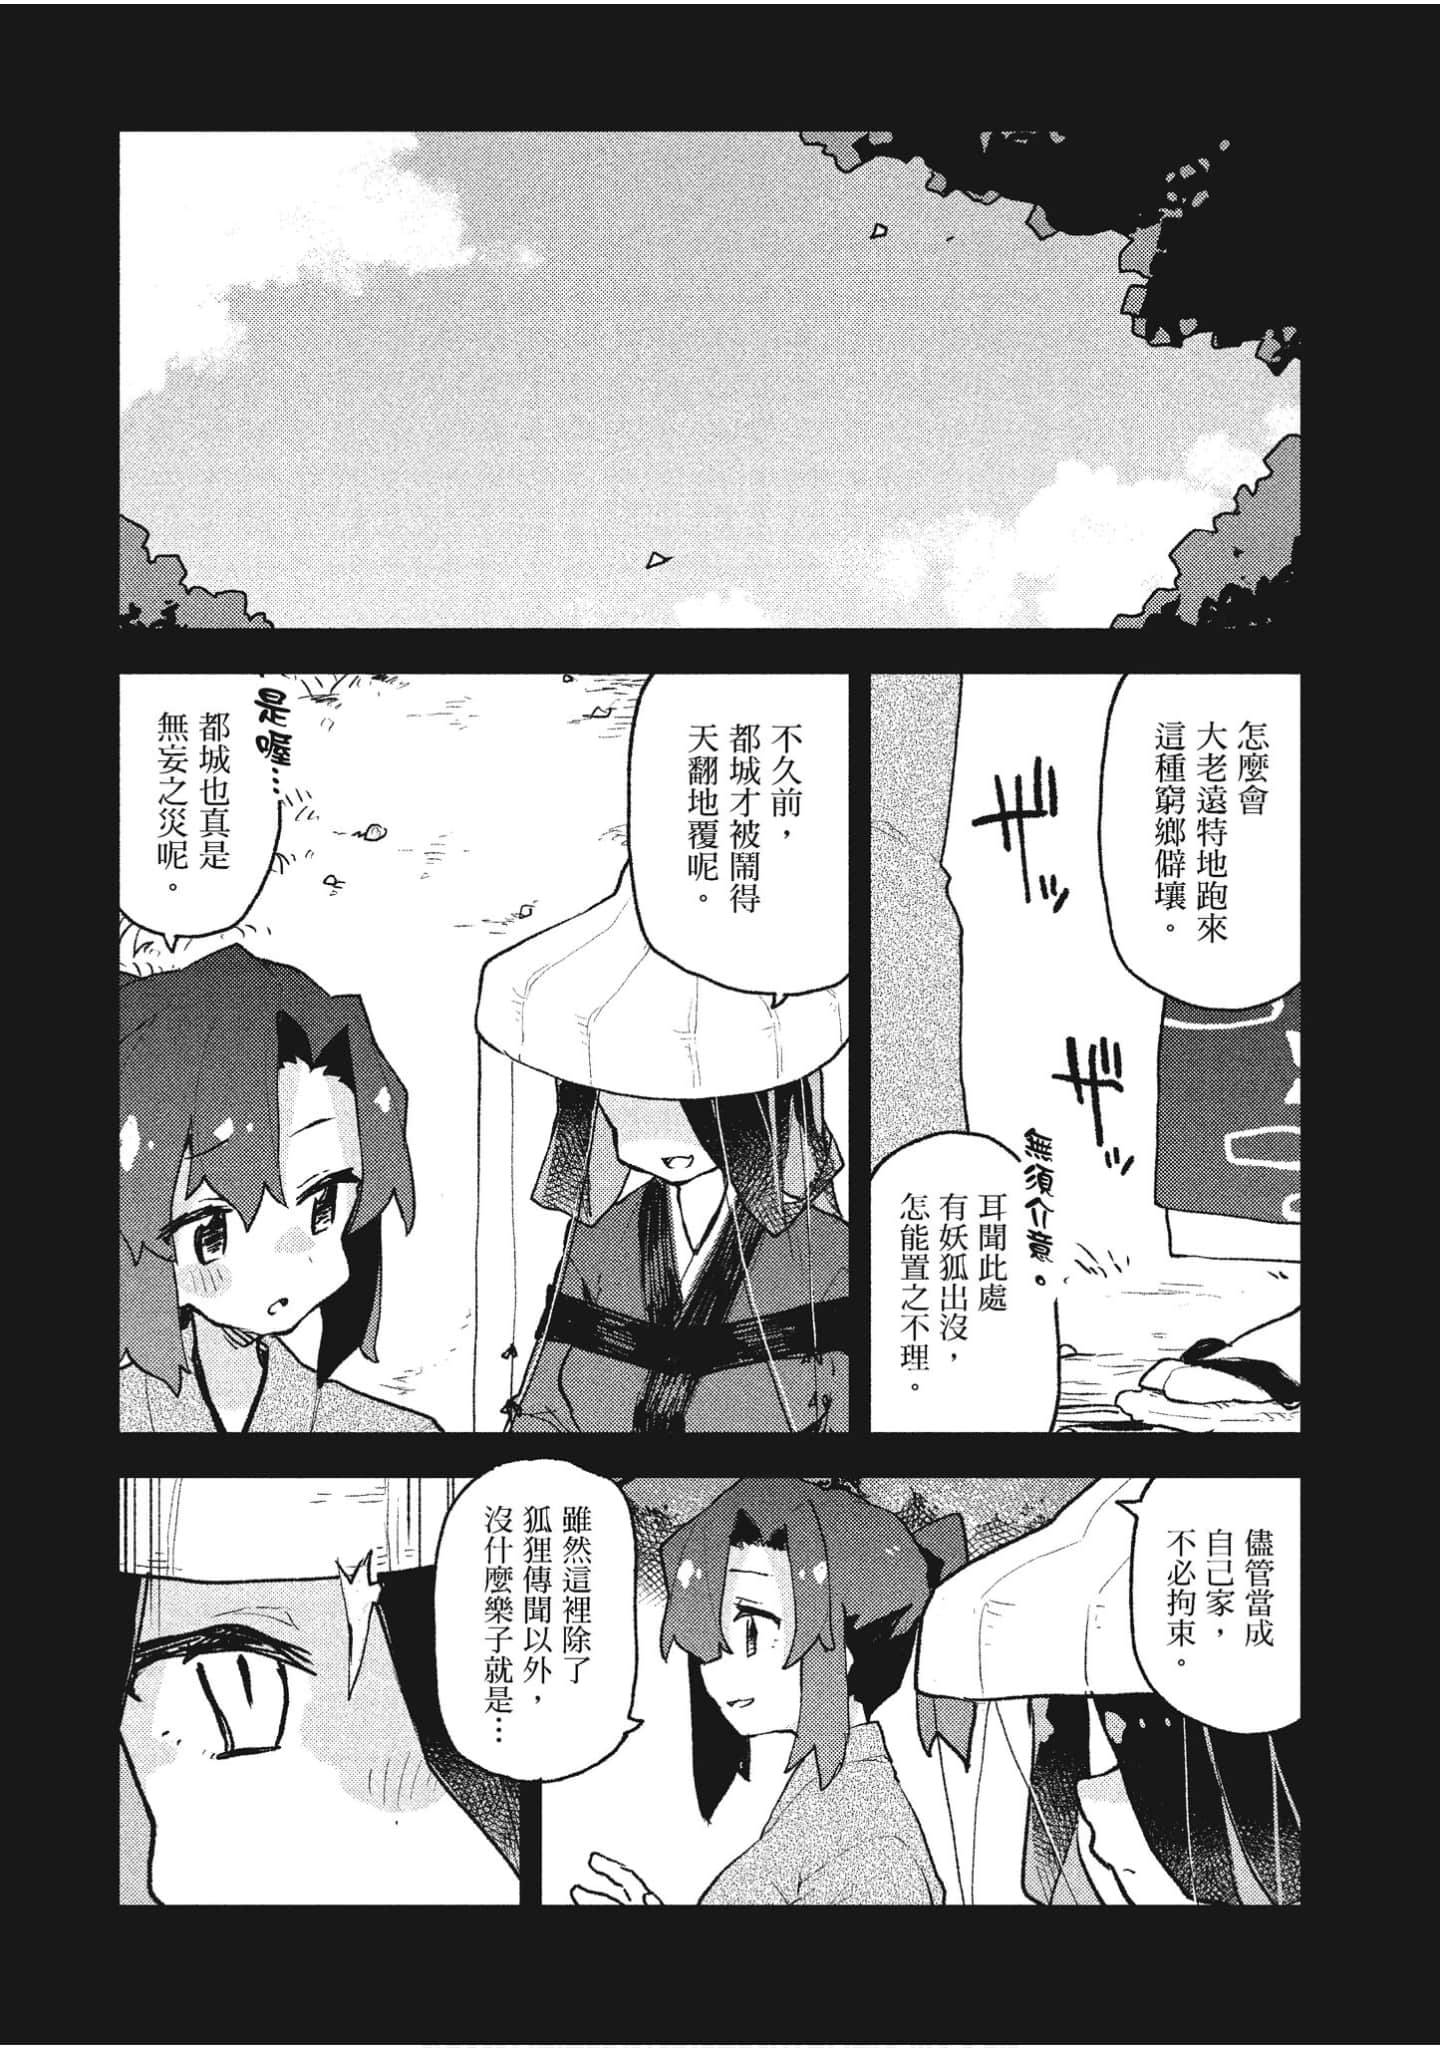 怎麼會
大老遠特地跑來
這種窮鄉僻壤。
ザッ
ザッ
無須介意。
耳聞此處
有妖狐出沒，
怎能置之不理。
不久前，
都城才被鬧得
天翻地覆呢。
是喔…
都城也真是
無妄之災呢。
儘管當成
自己家，
不必拘束。
雖然這裡除了
狐狸傳聞以外，
沒什麼樂子就是…